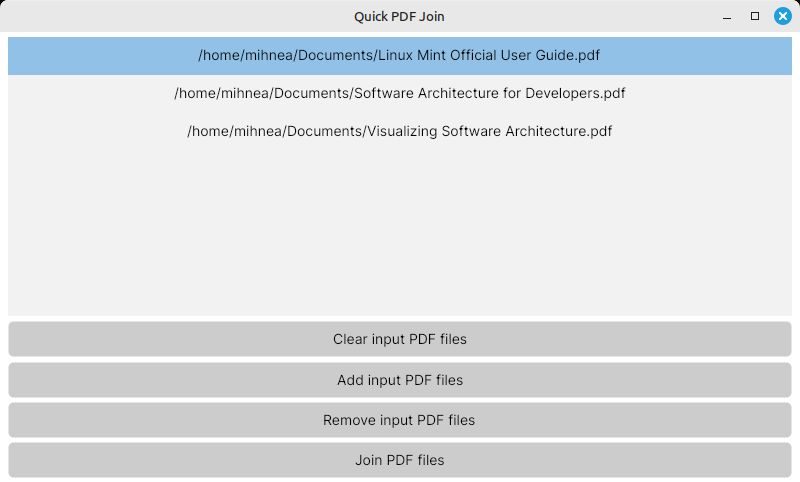 Quick PDF Join
/home/mihnea/Documents/Linux Mint Official User Guide.pdf
/home/mihnea/Documents/Software Architecture for Developers.pdf
/home/mihnea/Documents/Visualizing Software Architecture.pdf
Clear input PDF files
Add input PDF files
Remove input PDF files
Join PDF files